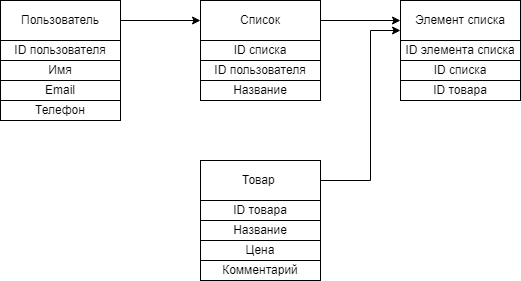 Пользователь
ID пользователя
Имя
Email
Телефон
Список
ID списка
ID пользователя
Название
Элемент списка
ID элемента списка
ID списка
ID товара
Товар
ID товара
Название
Цена
Комментарий